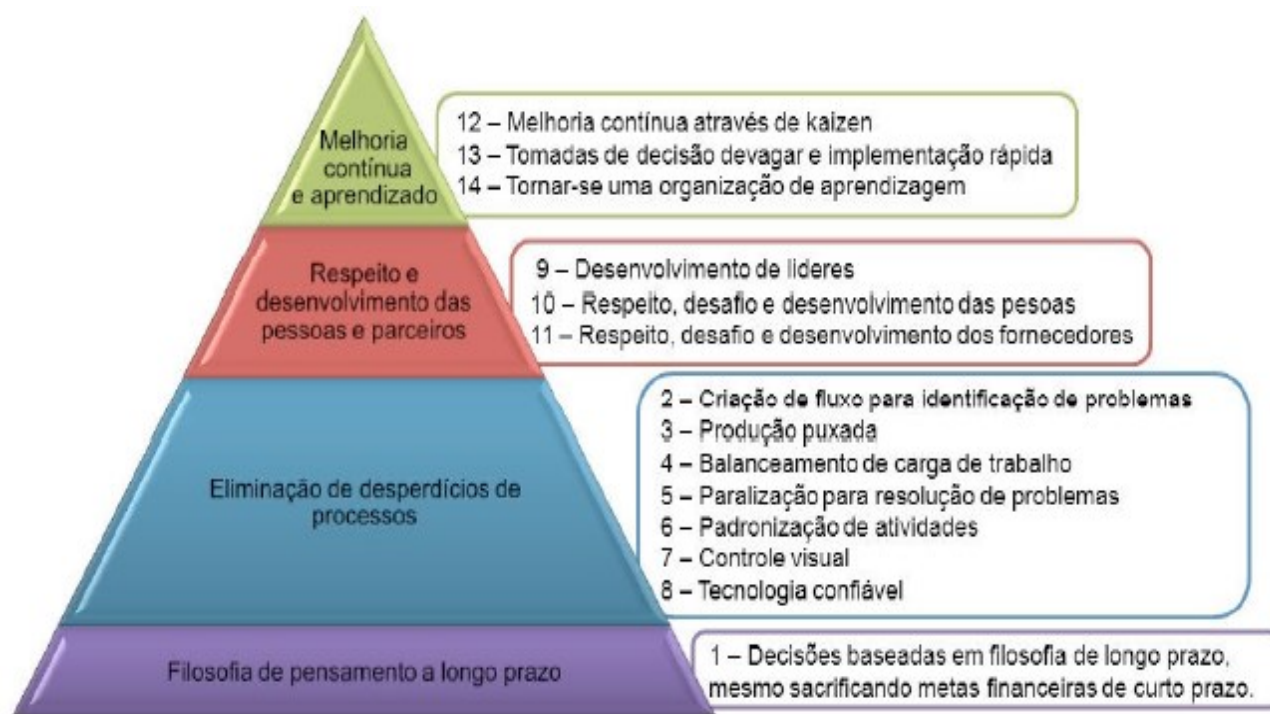 Melhoria
contínua
e aprendizado
12 – Melhoria contínua através de kaizen
13 – Tomadas de decisão devagar e implementação rápida
14 – Tornar-se uma organização de aprendizagem
Respeito e
desenvolvimento das
pessoas e parceiros
9 – Desenvolvimento de lideres
10 – Respeito, desafio e desenvolvimento das pesoas
11 – Respeito, desafio e desenvolvimento dos fornecedores
Eliminação de desperdícios de
processos
2 – Criação de fluxo para identificação de problemas
3 – Produção puxada
4 – Balanceamento de carga de trabalho
5 – Paralização para resolução de problemas
6 – Padronização de atividades
7 – Controle visual
8 – Tecnologia confiável
Filosofia de pensamento a longo prazo
1 – Decisões baseadas em filosofia de longo prazo,
mesmo sacrificando metas financeiras de curto prazo.